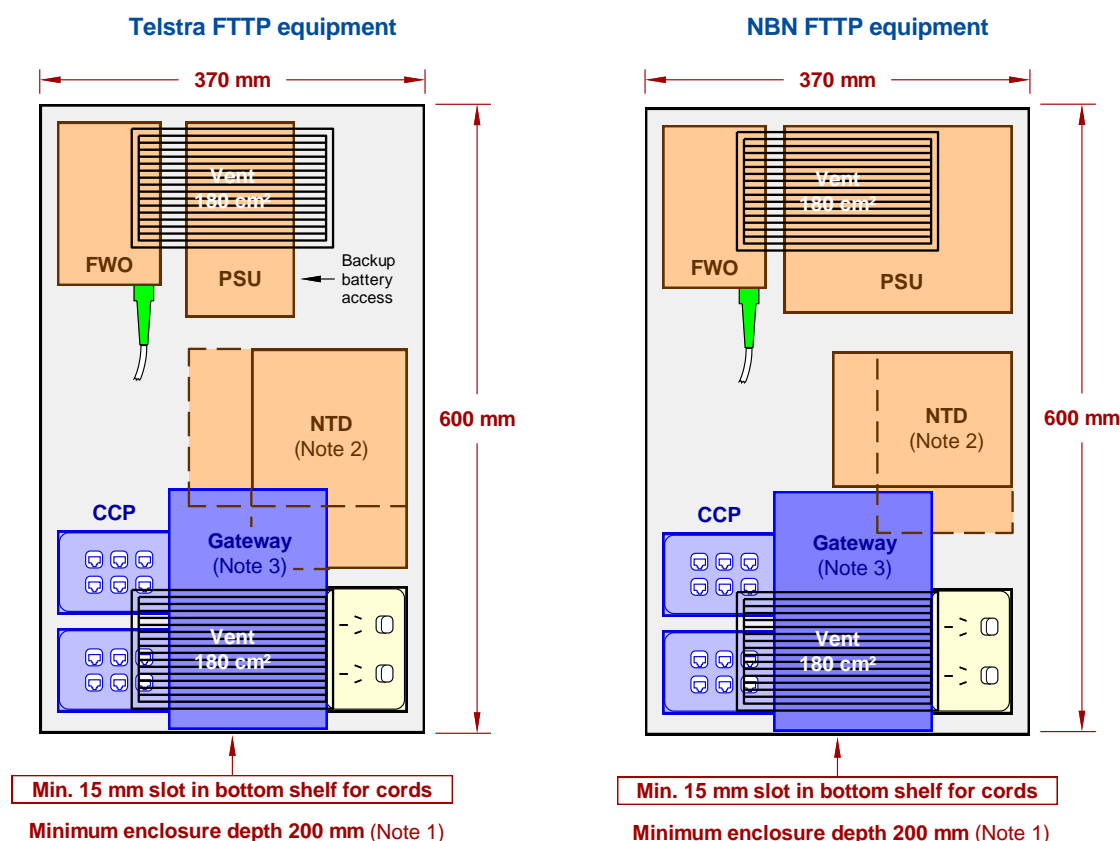 Telstra FTTP equipment
370 mm
Vent
180 cm²
FWO
PSU
Backup
battery
access
600 mm
NTD
(Note 2)
CCP
Gateway
(Note 3)
Vent
180 cm²
Min. 15 mm slot in bottom shelf for cords
Minimum enclosure depth 200 mm (Note 1)
NBN FTTP equipment
370 mm
Vent
180 cm²
FWO
PSU
600 mm
NTD
(Note 2)
CCP
Gateway
(Note 3)
Vent
180 cm²
Min. 15 mm slot in bottom shelf for cords
Minimum enclosure depth 200 mm (Note 1)